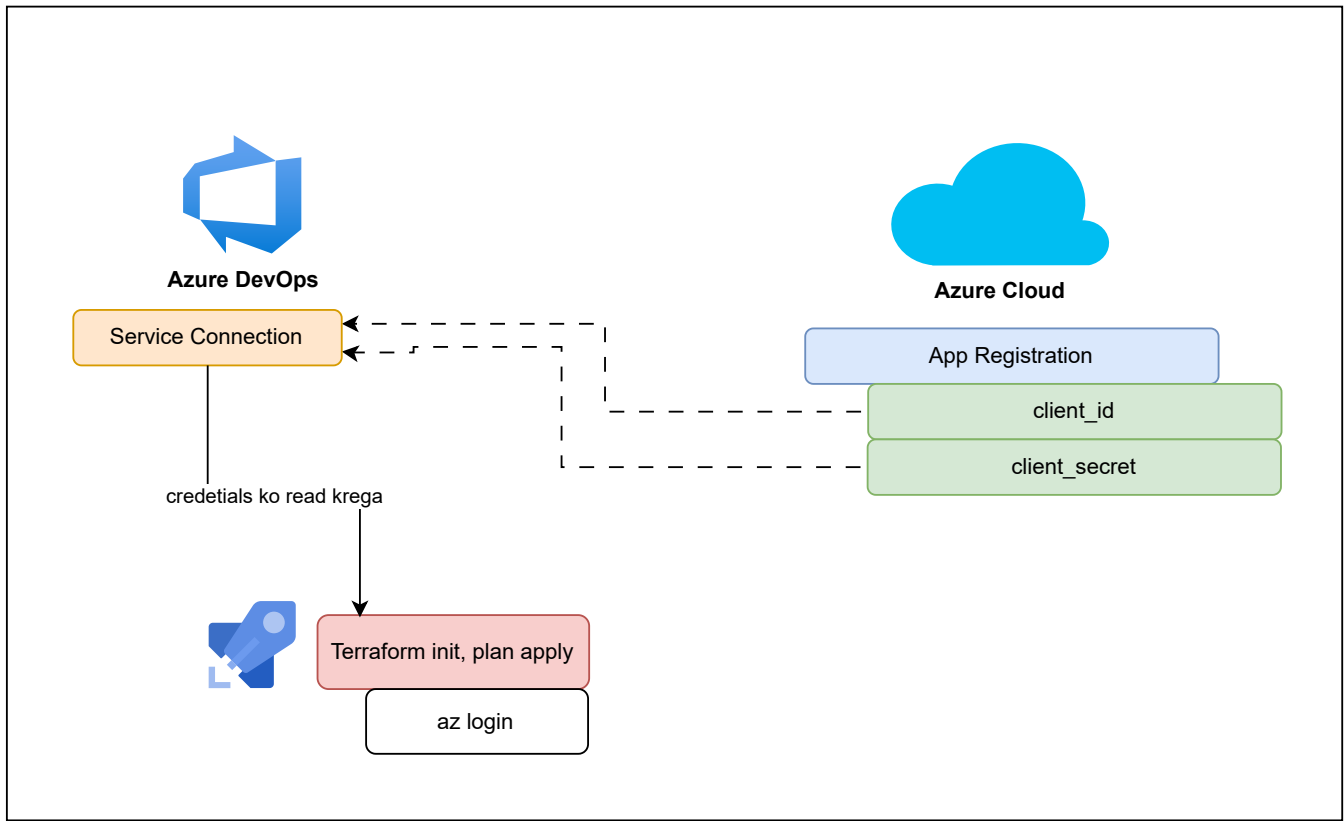 Azure DevOps
Azure Cloud
Service Connection
App Registration
client_id
client_secret
credetials ko read krega
Terraform init, plan apply
az login